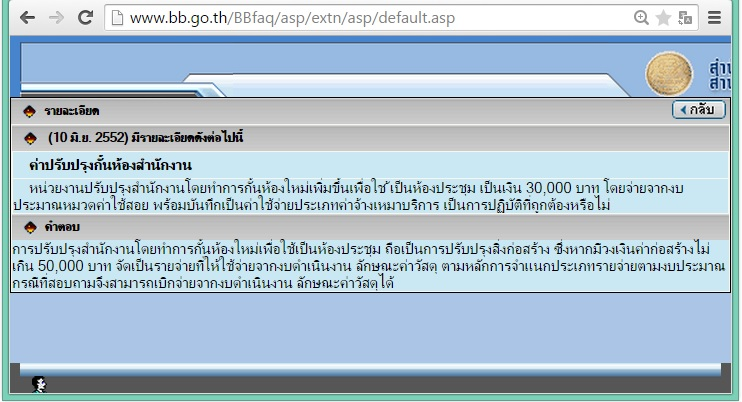 www.bb.go.th/BBfaq/asp/extn/asp/default.asp
รายละเอียด
กลับ
(10 มิ.ย. 2552) มีรายละเอียดดังต่อไปนี้
ค่าปรับปรุงกั้นห้องสำนักงาน
หน่วยงานปรับปรุงสำนักงานโดยทำการกั้นห้องใหม่เพิ่มขึ้นเพื่อใช้เป็นห้องประชุม เป็นเงิน 30,000 บาท โดยจ่ายจากงบ
ประมาณหมวดค่าใช้สอย พร้อมบันทึกเป็นค่าใช้จ่ายประเภทค่าจ้างเหมาบริการ เป็นการปฏิบัติที่ถูกต้องหรือไม่
คำตอบ
การปรับปรุงสำนักงานโดยทำการกั้นห้องใหม่เพื่อใช้เป็นห้องประชุม ถือเป็นการปรับปรุงสิ่งก่อสร้าง ซึ่งหากมีวงเงินค่าก่อสร้างไม่
เกิน 50,000 บาท จัดเป็นรายจ่ายที่ให้ใช้จ่ายจากงบดำเนินงาน ลักษณะค่าวัสดุ ตามหลักการจำแนกประเภทรายจ่ายตามงบประมาณ
กรณีที่สอบถามจึงสามารถเบิกจ่ายจากงบดำเนินงาน ลักษณะค่าวัสดุได้